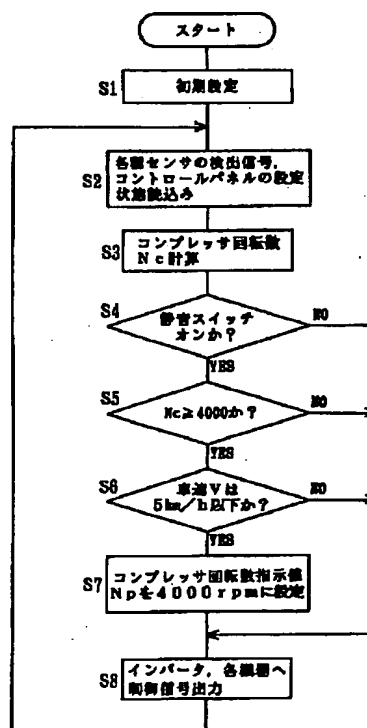 スタート
S1
初期設定
S2
各種センサの検出信号,
コントロールパネルの設定
状態読込み
S3
コンプレッサ回転数
Nc計算
S4
静音スイッチ
オンか?
NO
YES
S5
Nc≧4000か?
NO
YES
S6
車速Vは
5km/h以下か?
NO
YES
S7
コンプレッサ回転数指示値
Npを4000rpmに設定
S8
インバータ,各機器へ
制御信号出力